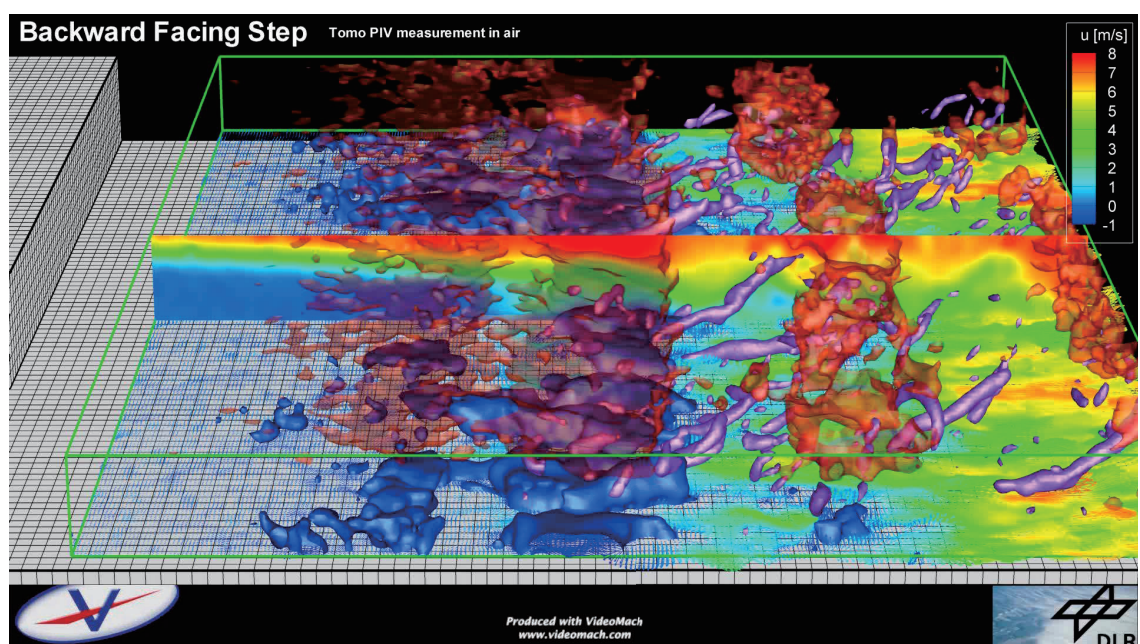 Backward Facing Step
Tomo PIV measurement in air
u [m/s]
8
7
6
5
4
3
2
1
0
-1
V
Produced with VideoMach
www.videomach.com
DLR